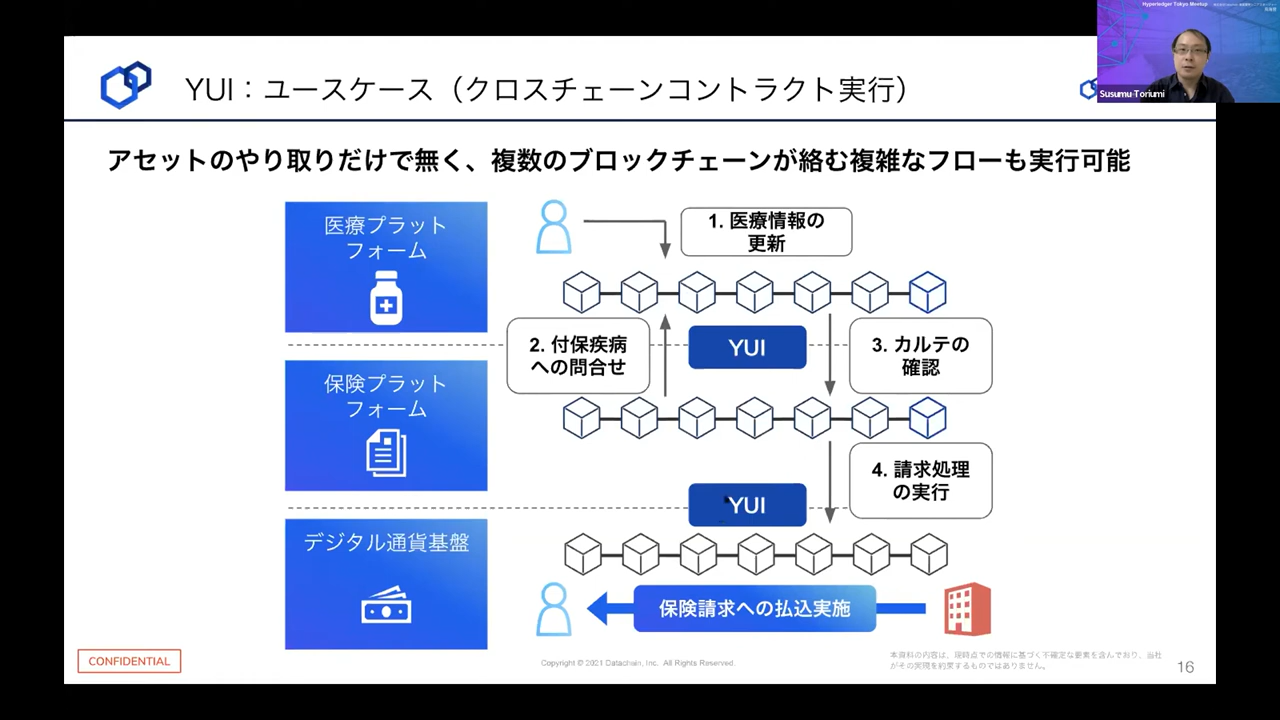 Hyperledger Tokyo Meetup
Susumu Toriumi
YUI：ユースケース（クロスチェーンコントラクト実行）
アセットのやり取りだけで無く、複数のブロックチェーンが絡む複雑なフローも実行可能
医療プラット
フォーム
1. 医療情報の
更新
2. 付保疾病
への問合せ
YUI
3. カルテの
確認
保険プラット
フォーム
4. 請求処理
の実行
YUI
デジタル通貨基盤
保険請求への払込実施
CONFIDENTIAL
Copyright © 2021 Datachain, Inc. All Rights Reserved.
本資料の内容は、現時点での情報に基づく不確定な要素を含んでおり、当社
がその実現を約束するものではありません。
16